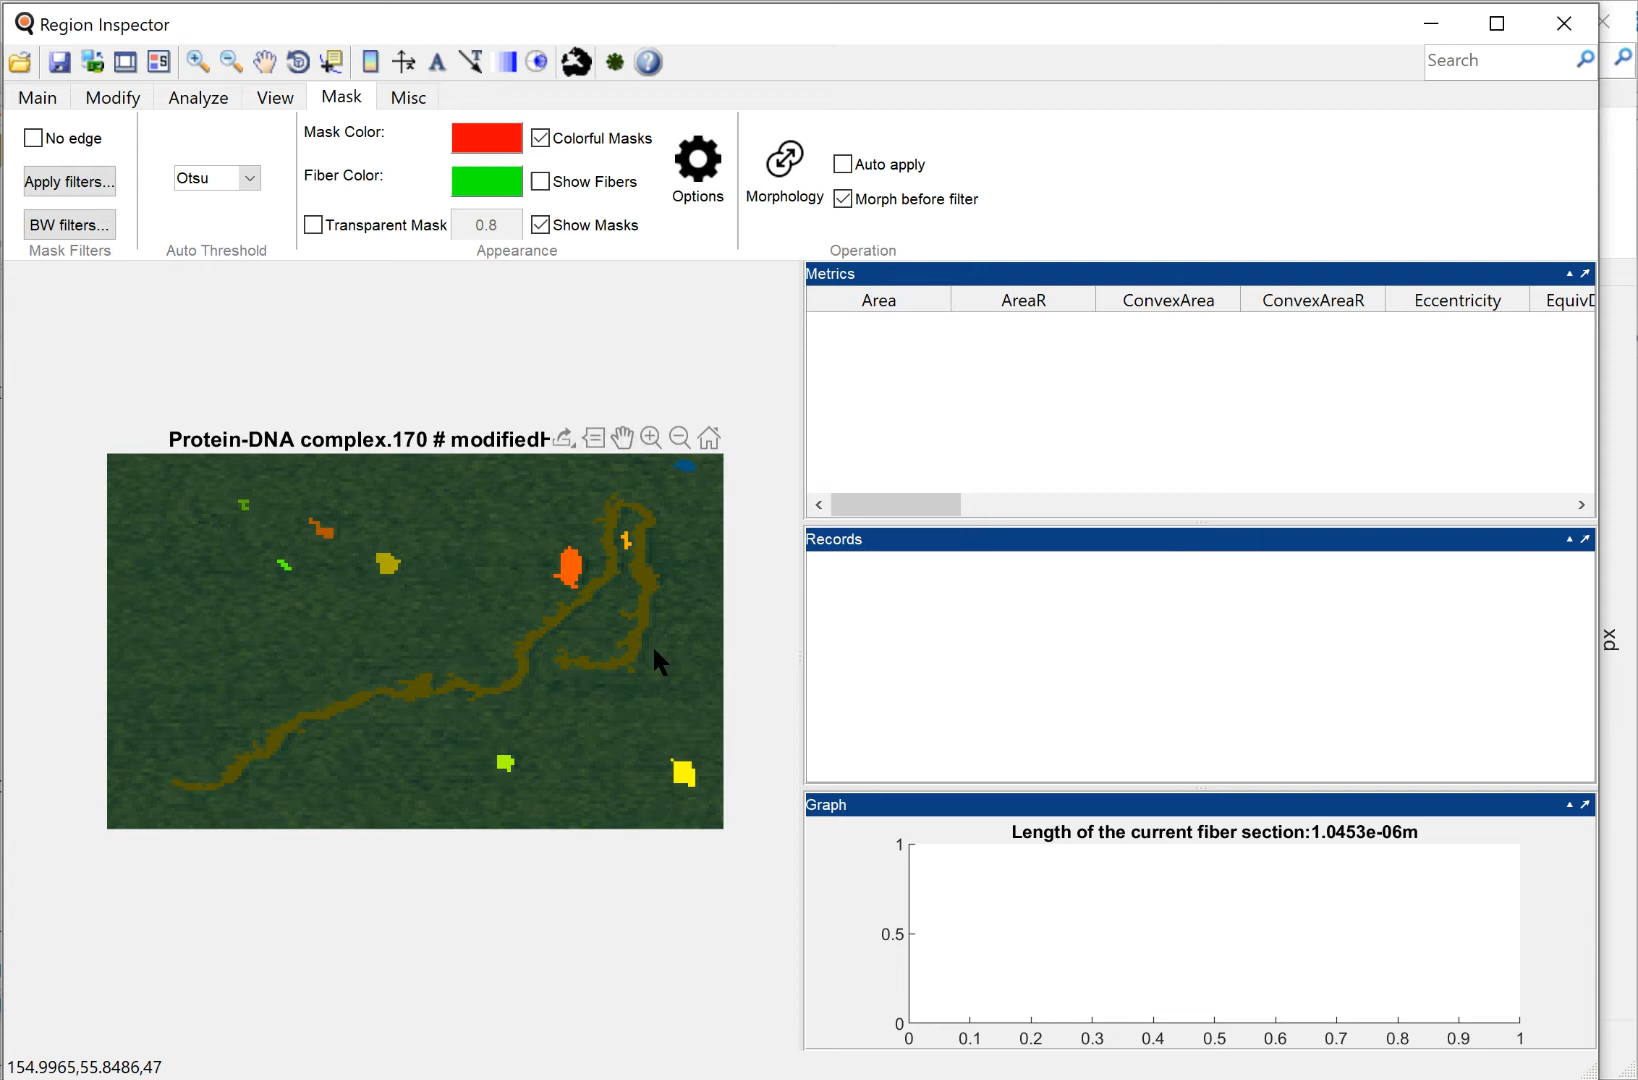 Region Inspector
Search
Main Modify Analyze View Mask Misc
No edge
Apply filters...
BW filters...
Mask Filters
Otsu
Auto Threshold
Mask Color:
Fiber Color:
Transparent Mask 0.8
Colorful Masks
Show Fibers
Show Masks
Appearance
Options
Morphology
Auto apply
Morph before filter
Operation
Metrics
Area AreaR ConvexArea ConvexAreaR Eccentricity EquivD
Protein-DNA complex.170 # modifiedH
Records
px
Graph
Length of the current fiber section:1.0453e-06m
1
0.5
0
0 0.1 0.2 0.3 0.4 0.5 0.6 0.7 0.8 0.9 1
154.9965,55.8486,47